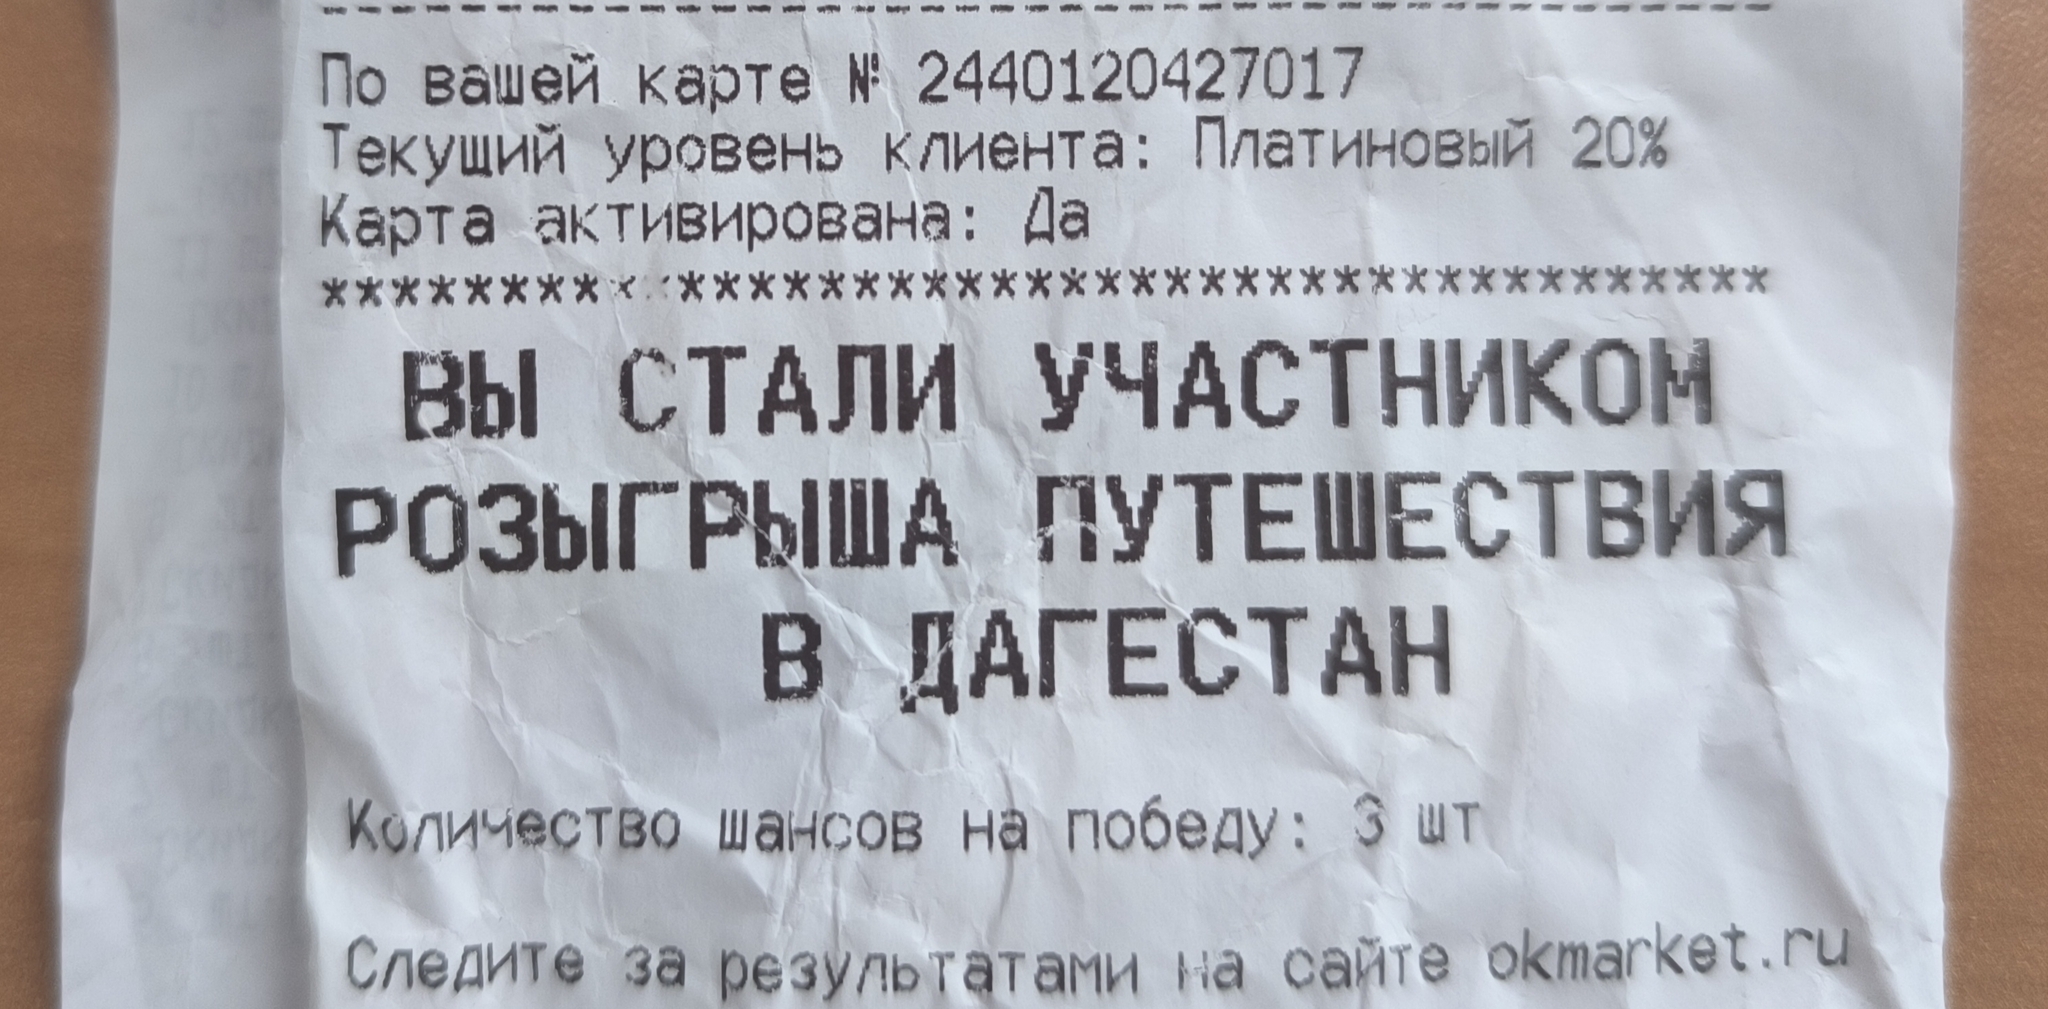 По вашей карте № 2440120427017
Текущий уровень клиента: Платиновый 20%
Карта активирована: Да
*****************************************
ВЫ СТАЛИ УЧАСТНИКОМ
РОЗЫГРЫША ПУТЕШЕСТВИЯ
В ДАГЕСТАН
Количество шансов на победу: 3 шт
Следите за результатами на сайте okmarket.ru